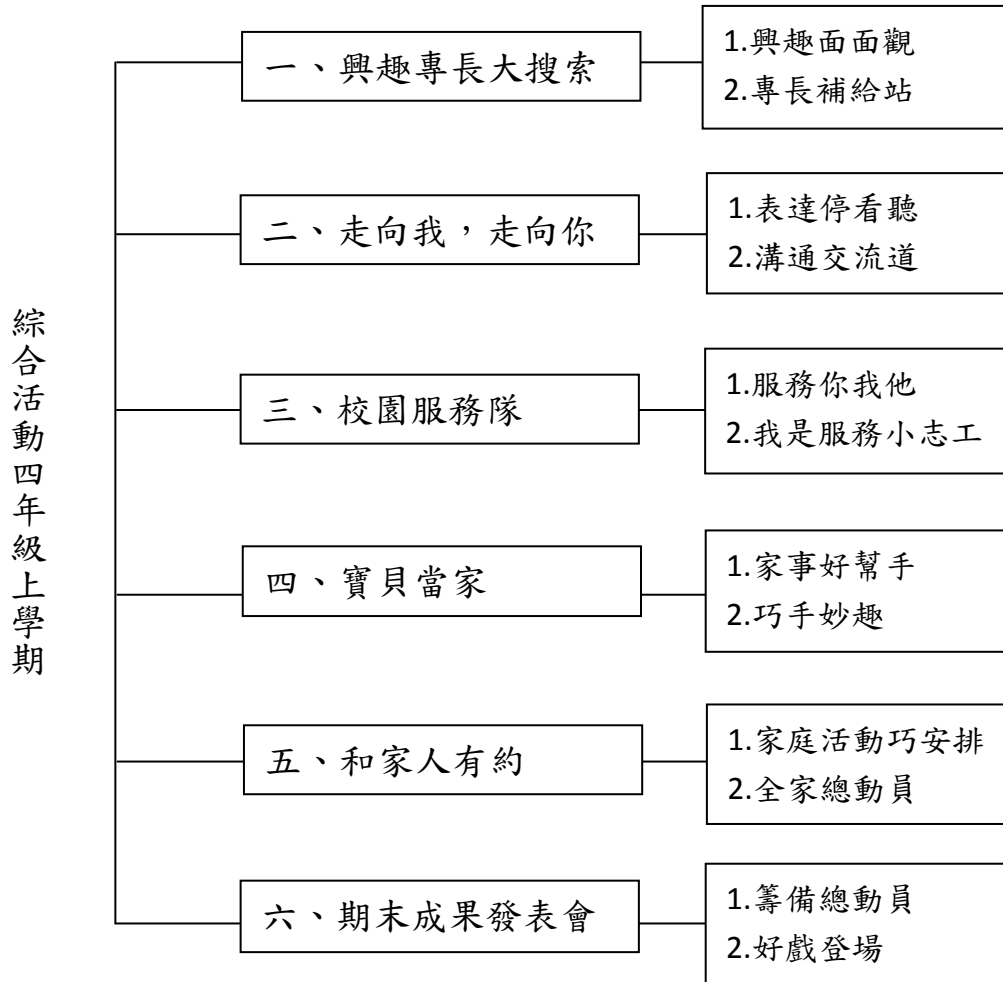 綜合活動四年級上學期
一、興趣專長大搜索
1.興趣面面觀
2.專長補給站
二、走向我，走向你
1.表達停看聽
2.溝通交流道
三、校園服務隊
1.服務你我他
2.我是服務小志工
四、寶貝當家
1.家事好幫手
2.巧手妙趣
五、和家人有約
1.家庭活動巧安排
2.全家總動員
六、期末成果發表會
1.籌備總動員
2.好戲登場